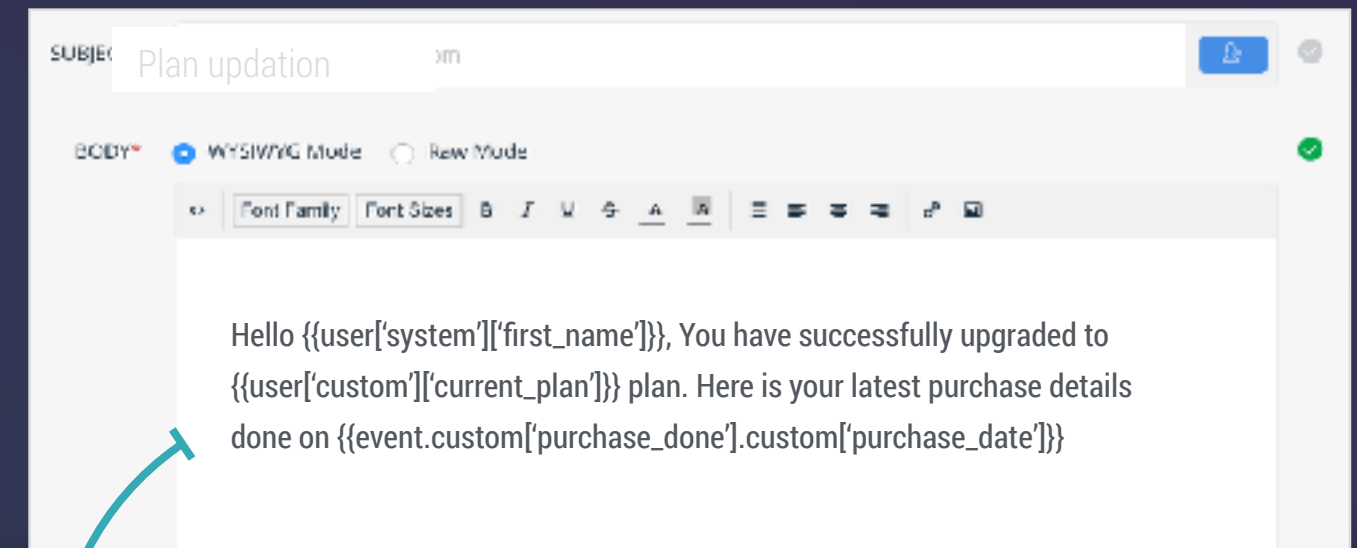 SUBJEC Plan updation om
BODY* WYSIWYG Mode Raw Mode
<> Font Family Font Sizes B I U S A A
Hello {{user[‘system’][‘first_name’]}}, You have successfully upgraded to
{{user[‘custom’][‘current_plan’]}} plan. Here is your latest purchase details
done on {{event.custom[‘purchase_done’].custom[‘purchase_date’]}}